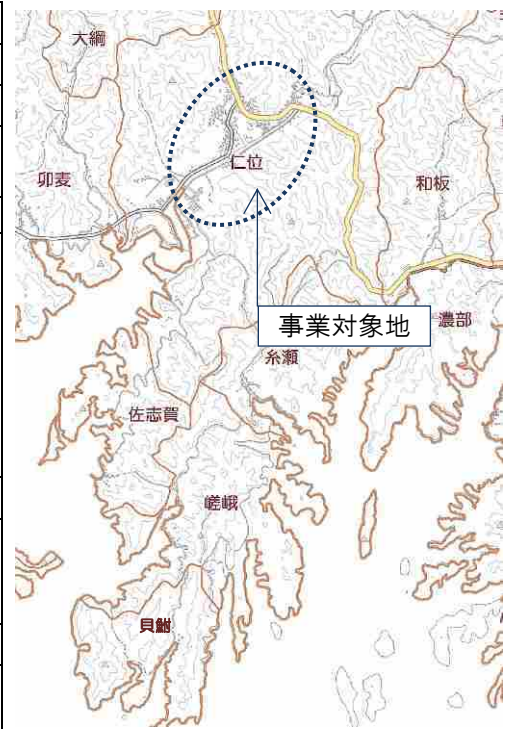 大綱
卯麦
仁位
和板
事業対象地
濃部
糸瀬
佐志賀
嵯峨
貝鮒